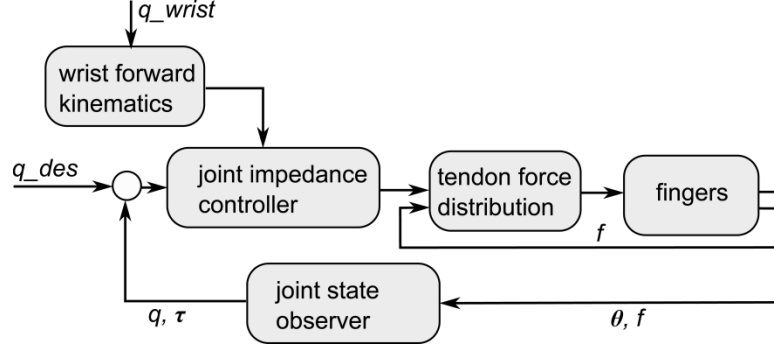 q_wrist
wrist forward
kinematics
q_des
joint impedance
controller
tendon force
distribution
fingers
f
joint state
observer
q, τ
θ, f